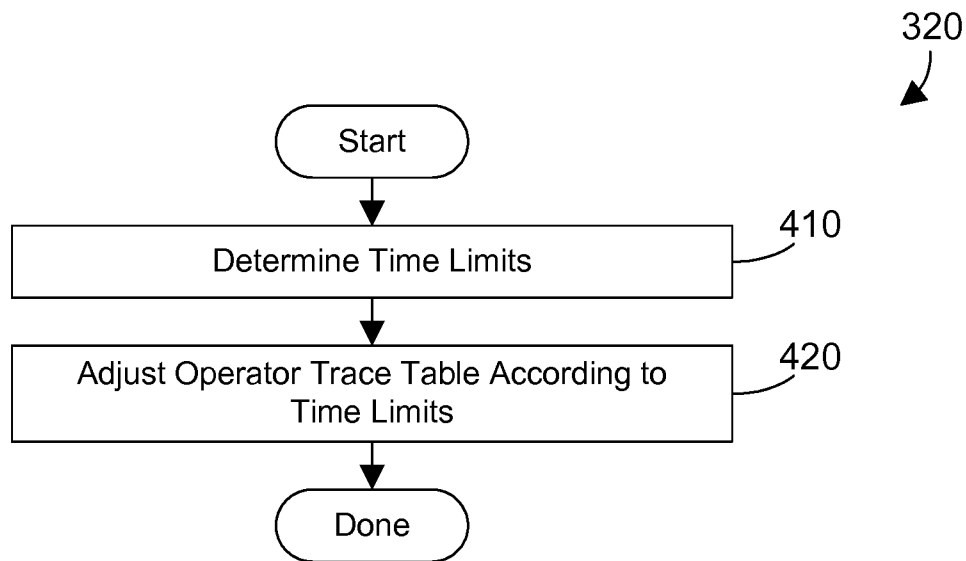 320
Start
410
Determine Time Limits
420
Adjust Operator Trace Table According to
Time Limits
Done